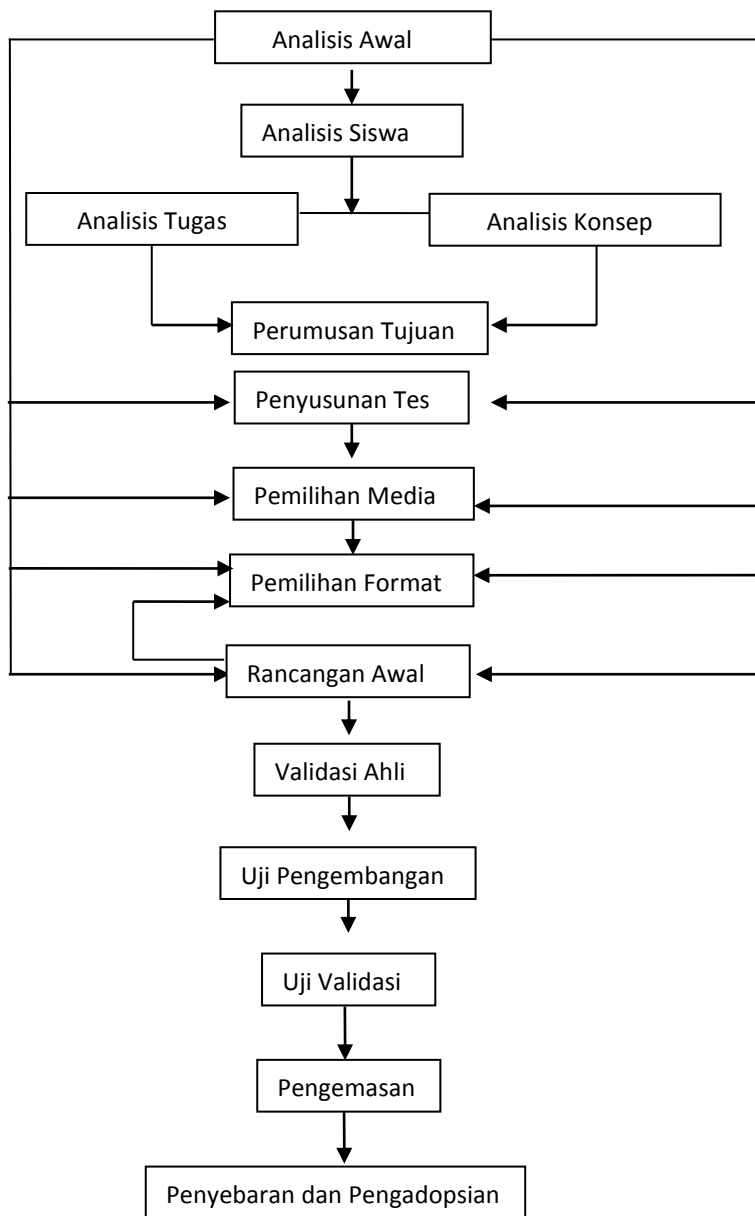 Analisis Awal
Analisis Siswa
Analisis Tugas
Analisis Konsep
Perumusan Tujuan
Penyusunan Tes
Pemilihan Media
Pemilihan Format
Rancangan Awal
Validasi Ahli
Uji Pengembangan
Uji Validasi
Pengemasan
Penyebaran dan Pengadopsian